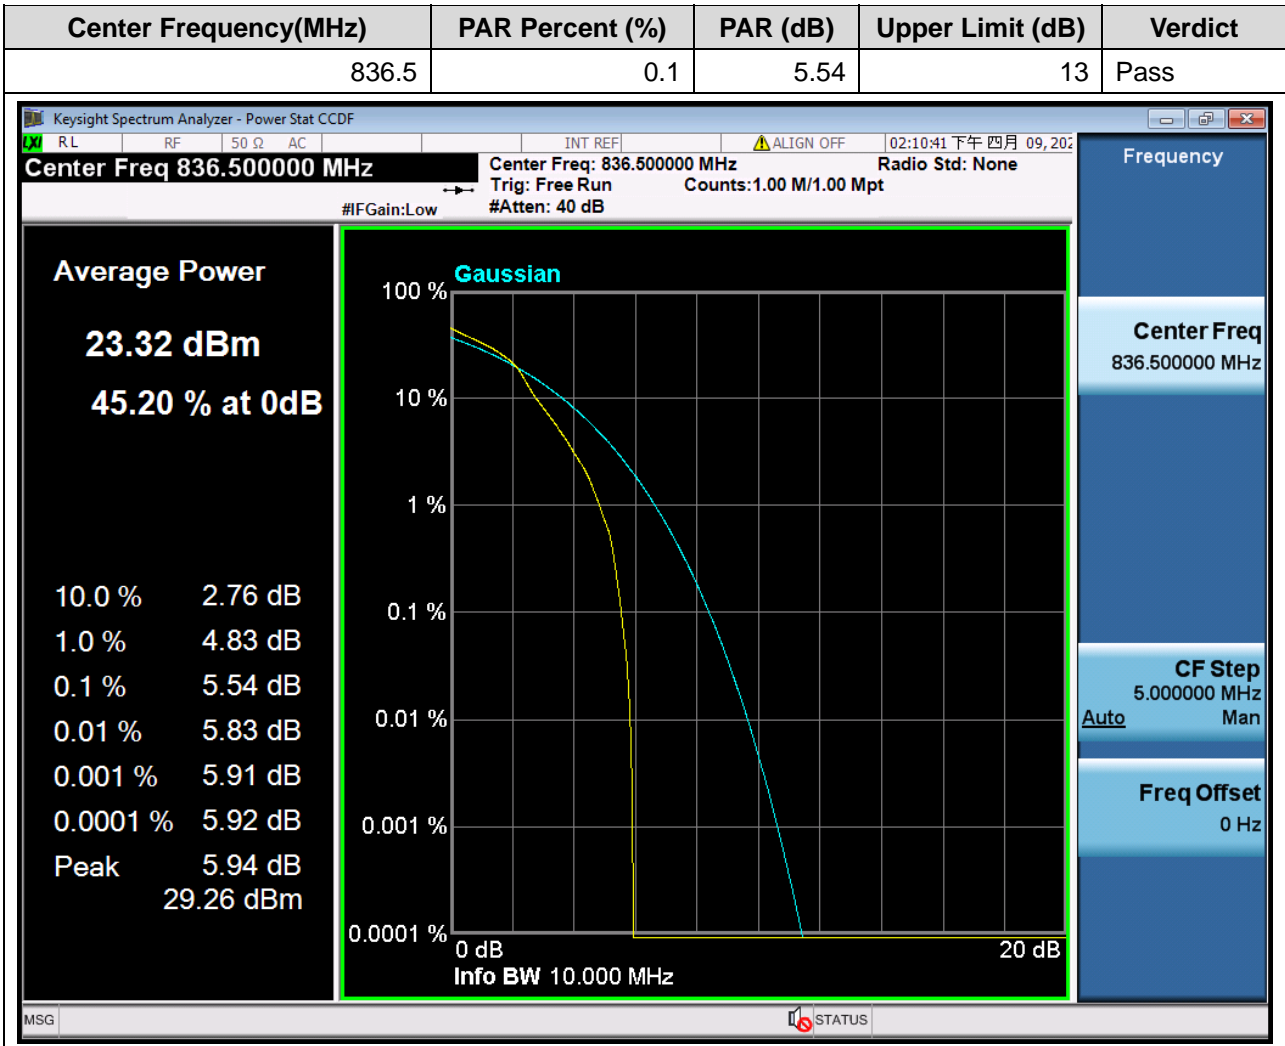 Center Frequency(MHz) PAR Percent (%) PAR (dB) Upper Limit (dB) Verdict
836.5 0.1 5.54 13 Pass
Keysight Spectrum Analyzer - Power Stat CCDF
LXI RL RF 50 Ω AC INT REF ALIGN OFF 02:10:41 下午 四月 09, 202
Center Freq 836.500000 MHz
Center Freq: 836.500000 MHz Radio Std: None
Trig: Free Run Counts:1.00 M/1.00 Mpt
#IFGain:Low #Atten: 40 dB
Average Power
23.32 dBm
45.20 % at 0dB
10.0 % 2.76 dB
1.0 % 4.83 dB
0.1 % 5.54 dB
0.01 % 5.83 dB
0.001 % 5.91 dB
0.0001 % 5.92 dB
Peak 5.94 dB
29.26 dBm
Gaussian
100 %
10 %
1 %
0.1 %
0.01 %
0.001 %
0.0001 %
0 dB 20 dB
Info BW 10.000 MHz
Frequency
Center Freq
836.500000 MHz
CF Step
5.000000 MHz
Auto Man
Freq Offset
0 Hz
MSG STATUS